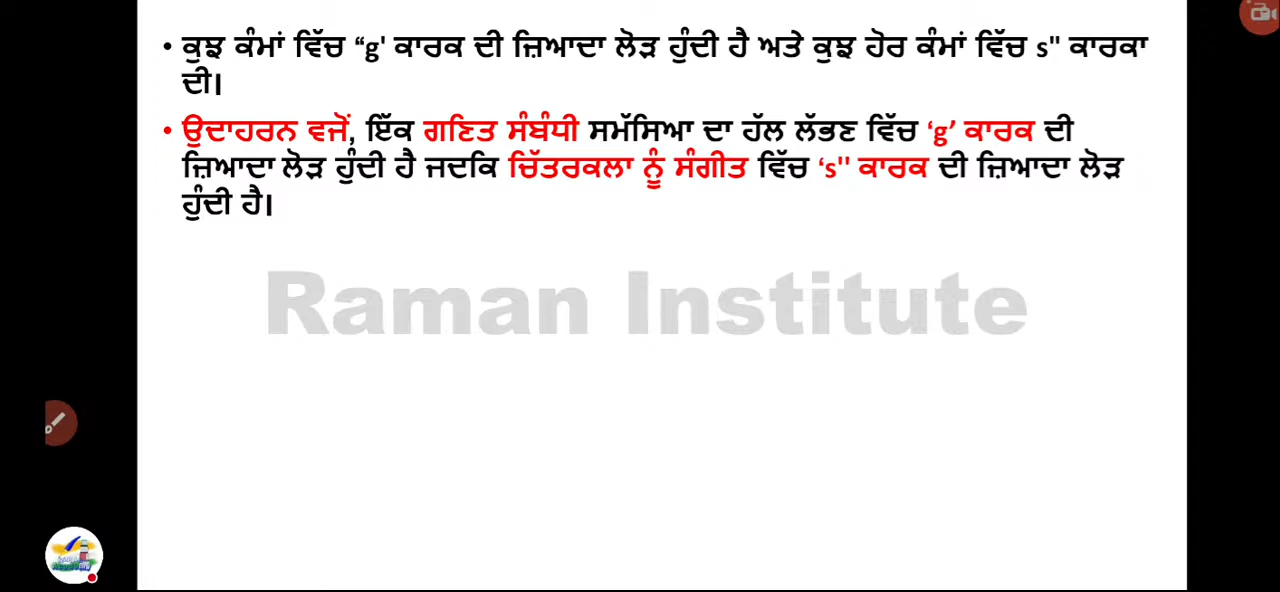 • ਕੁਝ ਕੰਮਾਂ ਵਿੱਚ “g' ਕਾਰਕ ਦੀ ਜ਼ਿਆਦਾ ਲੋੜ ਹੁੰਦੀ ਹੈ ਅਤੇ ਕੁਝ ਹੋਰ ਕੰਮਾਂ ਵਿੱਚ s" ਕਾਰਕਾ
ਦੀ।
• ਉਦਾਹਰਨ ਵਜੋਂ, ਇੱਕ ਗਣਿਤ ਸੰਬੰਧੀ ਸਮੱਸਿਆ ਦਾ ਹੱਲ ਲੱਭਣ ਵਿੱਚ ‘g’ ਕਾਰਕ ਦੀ
ਜ਼ਿਆਦਾ ਲੋੜ ਹੁੰਦੀ ਹੈ ਜਦਕਿ ਚਿੱਤਰਕਲਾ ਨੂੰ ਸੰਗੀਤ ਵਿੱਚ ‘s" ਕਾਰਕ ਦੀ ਜ਼ਿਆਦਾ ਲੋੜ
ਹੁੰਦੀ ਹੈ।
Raman Institute